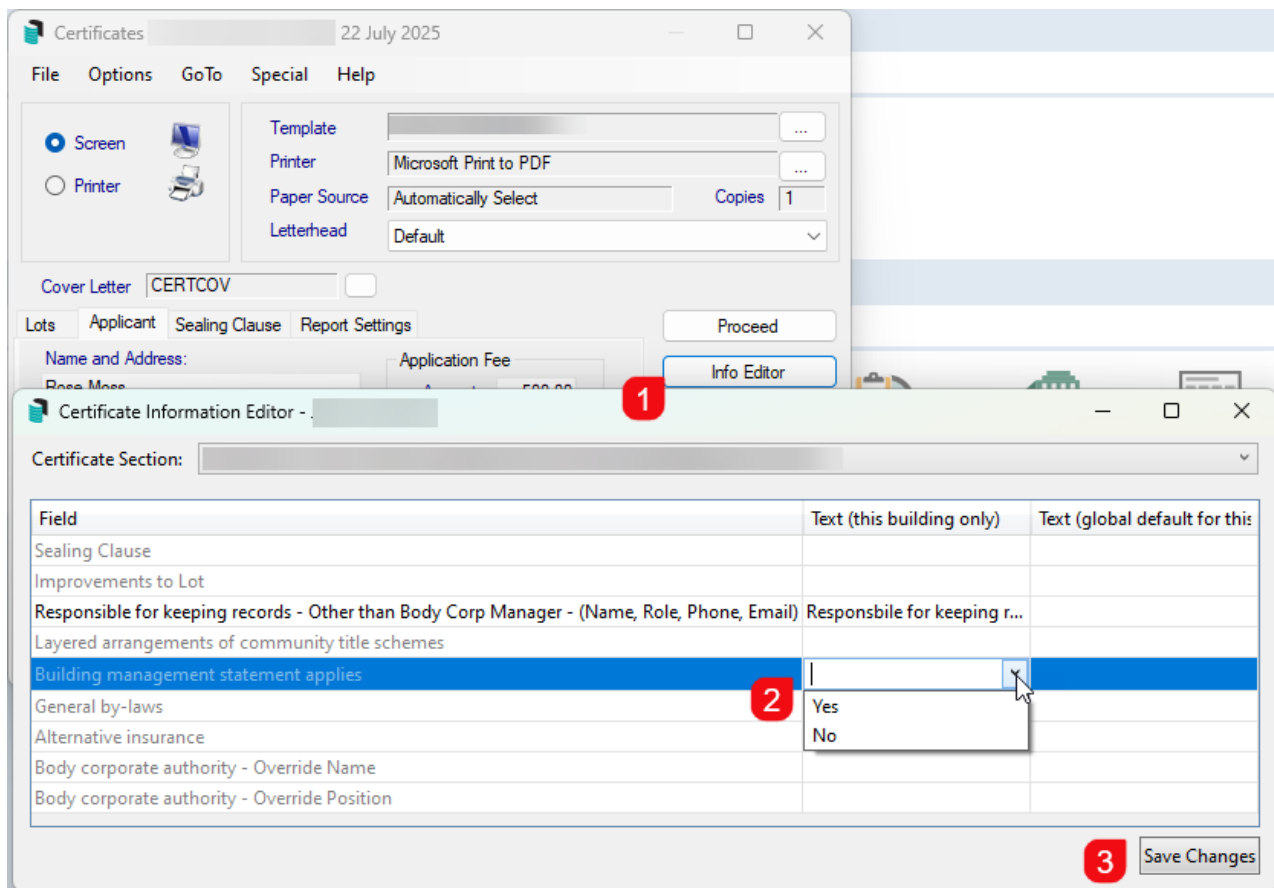 Certificates 22 July 2025
File Options GoTo Special Help
Screen
Printer
Template ...
Printer Microsoft Print to PDF ...
Paper Source Automatically Select Copies 1
Letterhead Default
Cover Letter CERTCOV
Lots Applicant Sealing Clause Report Settings Proceed
Name and Address: Application Fee Info Editor
Rose Moss
1
Certificate Information Editor - .
Certificate Section:
Field Text (this building only) Text (global default for this
Sealing Clause
Improvements to Lot
Responsible for keeping records - Other than Body Corp Manager - (Name, Role, Phone, Email) Responsbile for keeping r...
Layered arrangements of community title schemes
Building management statement applies
2
Yes
General by-laws
No
Alternative insurance
Body corporate authority - Override Name
Body corporate authority - Override Position
3 Save Changes